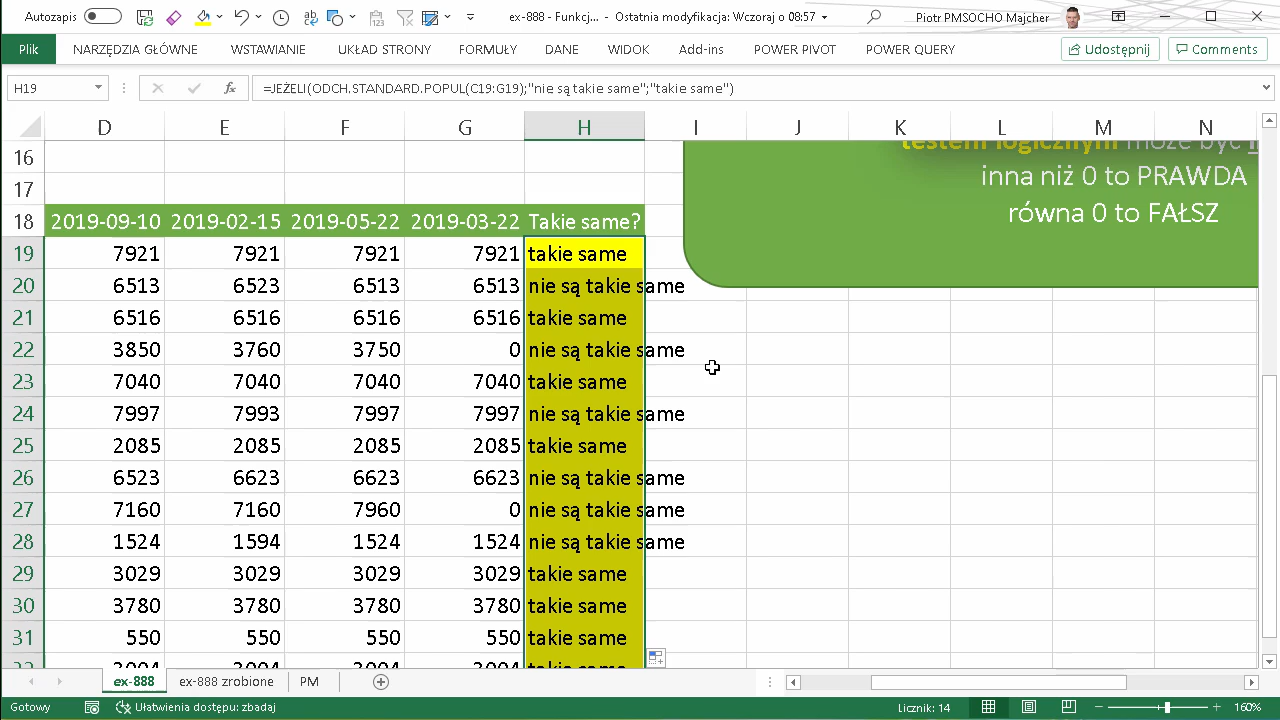 Autozapis
ex-888 - Funkcj... - Ostatnia modyfikacja: Wczoraj o 08:57
Piotr PMSOCHO Majcher
Plik NARZĘDZIA GŁÓWNE WSTAWIANIE UKŁAD STRONY FORMUŁY DANE WIDOK Add-ins POWER PIVOT POWER QUERY Udostępnij Comments
H19 fx =JEŻELI(ODCH.STANDARD.POPUL(C19:G19);"nie są takie same";"takie same")
D E F G H I J K L M N
16
testem logicznym może być
17
inna niż 0 to PRAWDA
równa 0 to FAŁSZ
18 2019-09-10 2019-02-15 2019-05-22 2019-03-22 Takie same?
19 7921 7921 7921 7921 takie same
20 6513 6523 6513 6513 nie są takie same
21 6516 6516 6516 6516 takie same
22 3850 3760 3750 0 nie są takie same
23 7040 7040 7040 7040 takie same
24 7997 7993 7997 7997 nie są takie same
25 2085 2085 2085 2085 takie same
26 6523 6623 6623 6623 nie są takie same
27 7160 7160 7960 0 nie są takie same
28 1524 1594 1524 1524 nie są takie same
29 3029 3029 3029 3029 takie same
30 3780 3780 3780 3780 takie same
31 550 550 550 550 takie same
ex-888 ex-888 zrobione PM
Gotowy Ułatwienia dostępu: zbadaj Licznik: 14 160%